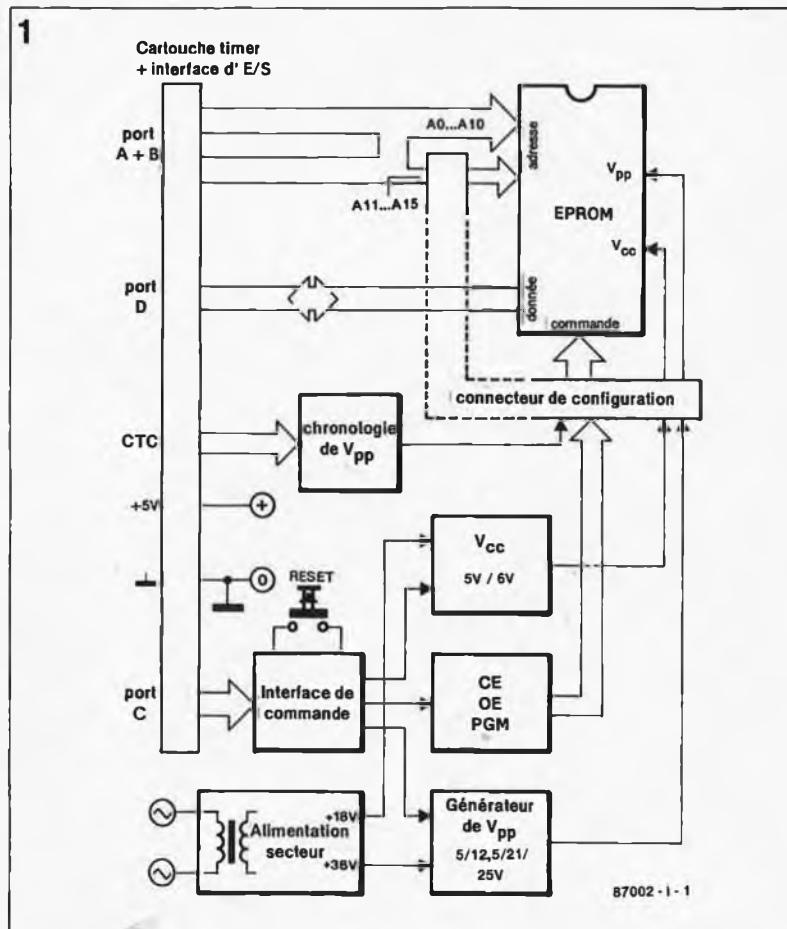 1
Cartouche timer
+ interface d' E/S
port
A + B
A0...A10
A11...A15
adresse
Vpp
EPROM
Vcc
port
D
donnée
commande
connecteur de configuration
CTC
chronologie
de Vpp
+5V
+
Vcc
5V / 6V
0
RESET
port
C
Interface de
commande
CE
OE
PGM
+18V
Alimentation
secteur
+36V
Générateur
de Vpp
5/12,5/21/
25V
87002 - I - 1